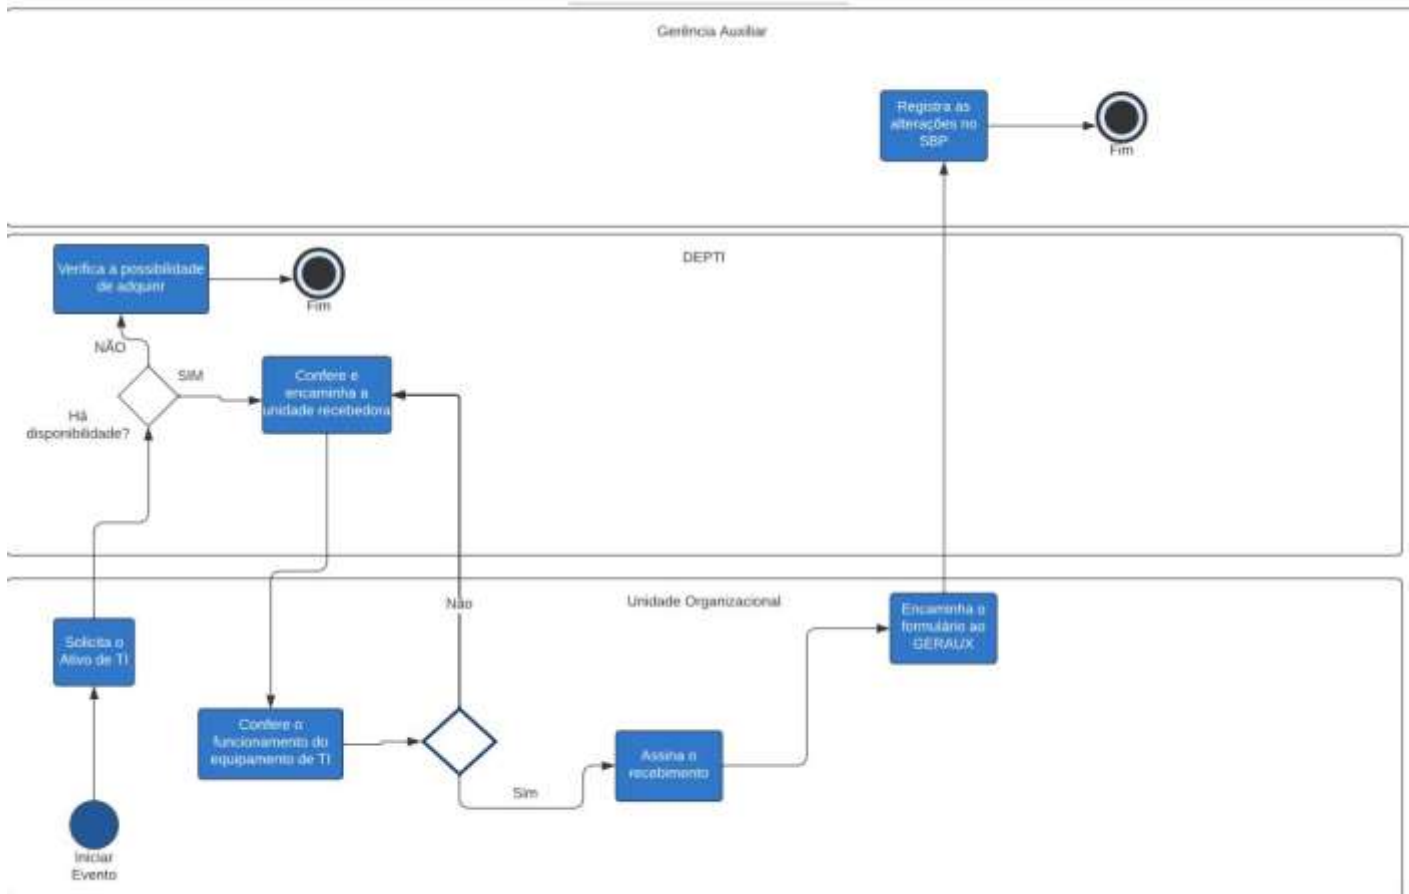 Gerência Auxiliar
Registra as
alterações no
SBP
Fim
DEPTI
Verifica a possibilidade
de adquirir
Fim
NÃO
SIM
Há
disponibilidade?
Confere e
encaminha a
unidade recebedora
Não
Unidade Organizacional
Encaminha o
formulário ao
GERAUX
Solicita o
Ativo de TI
Confere o
funcionamento do
equipamento de TI
Assina o
recebimento
Sim
Iniciar
Evento